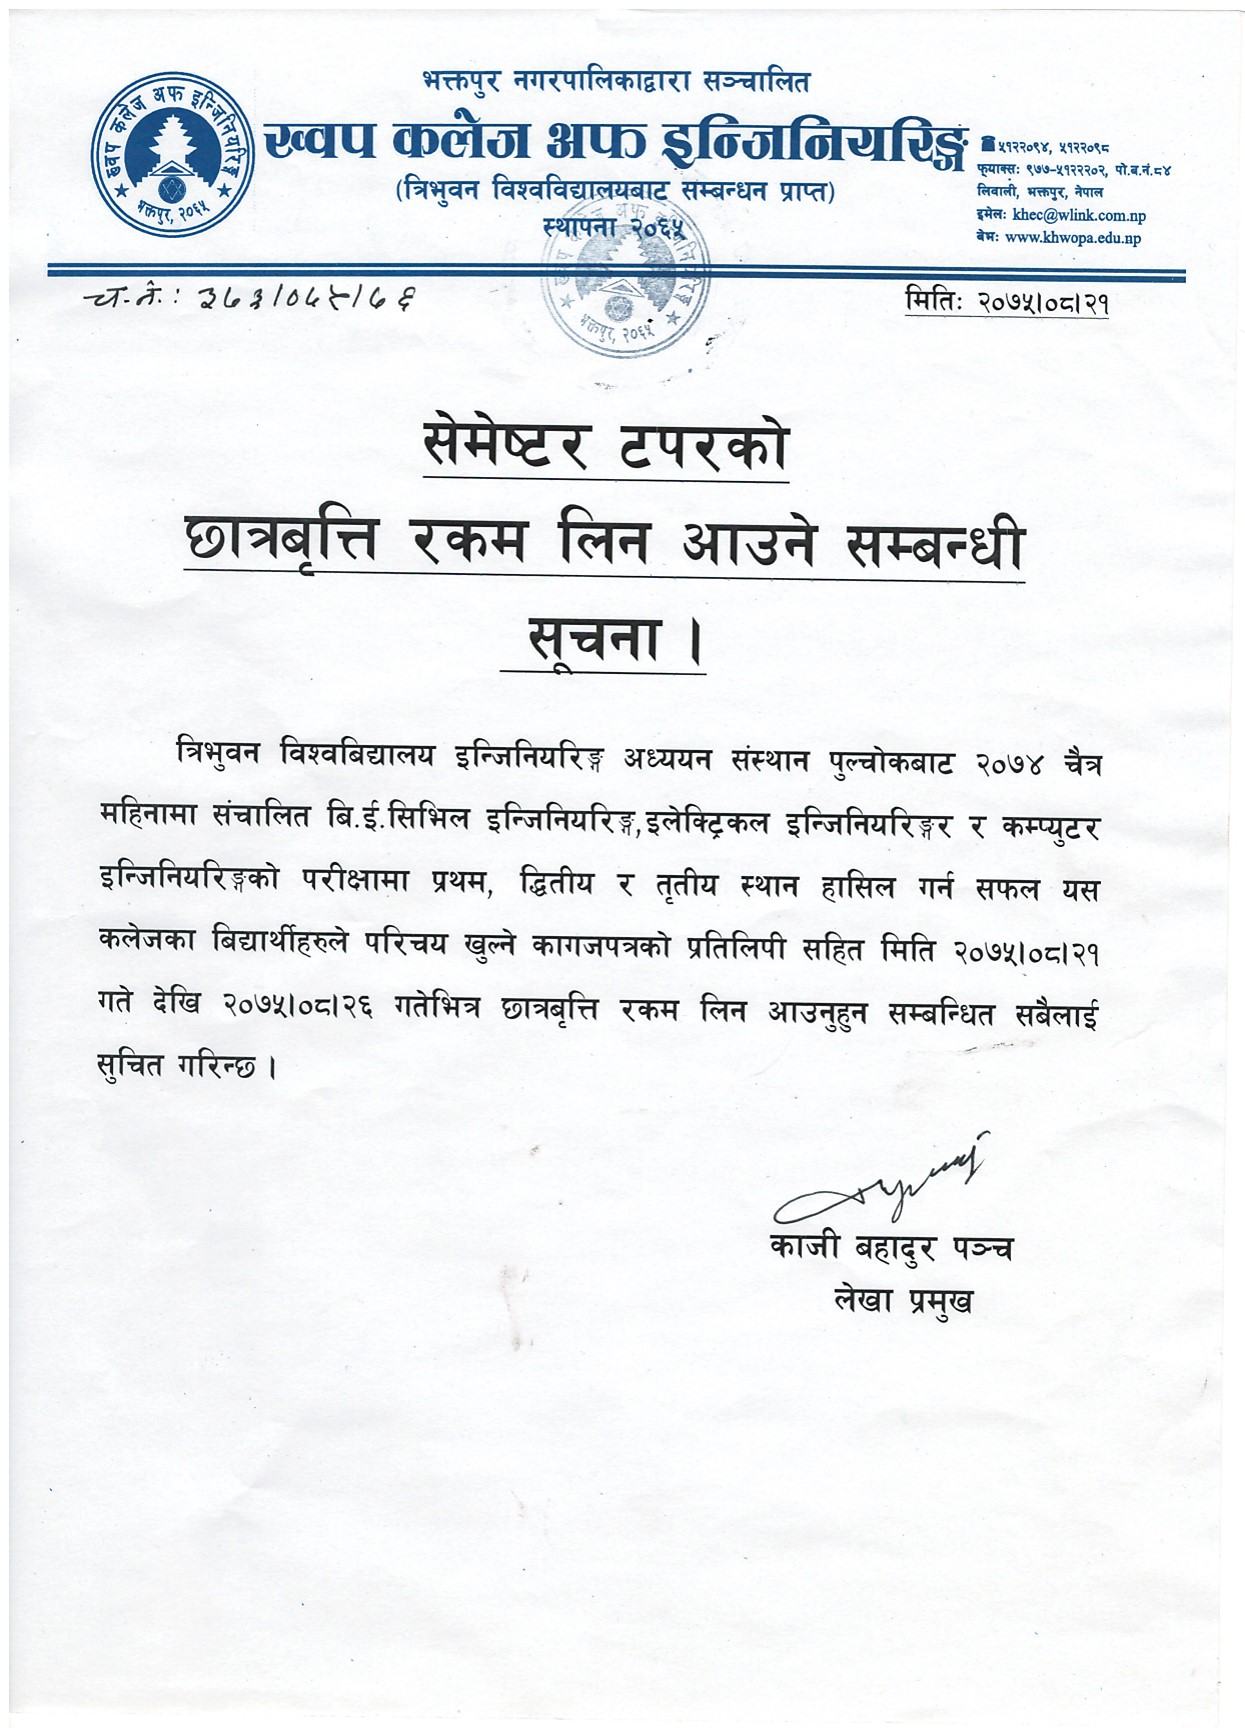 भक्तपुर नगरपालिकाद्वारा सञ्चालित
ख्वप कलेज अफ इन्जिनियरिङ्ग
(त्रिभुवन विश्वविद्यालयबाट सम्बन्धन प्राप्त)
स्थापना २०६५
ख्वप कलेज अफ इन्जिनियरिङ्ग
भक्तपुर, २०६५
५१२२०९४, ५१२२०९८
फ्याक्सः ९७७-५१२२२०२, पो.ब.नं.८४
लिवाली, भक्तपुर, नेपाल
इमेलः khec@wlink.com.np
बेभः www.khwopa.edu.np
भक्तपुर, २०६५
च.नं.: ३७३/०७५/७६
मितिः २०७५।०८।२१
सेमेष्टर टपरको
छात्रबृत्ति रकम लिन आउने सम्बन्धी
सूचना ।
त्रिभुवन विश्वबिद्यालय इन्जिनियरिङ्ग अध्ययन संस्थान पुल्चोकबाट २०७४ चैत्र
महिनामा संचालित बि.ई.सिभिल इन्जिनियरिङ्ग,इलेक्ट्रिकल इन्जिनियरिङ्गर र कम्प्युटर
इन्जिनियरिङ्गको परीक्षामा प्रथम, द्धितीय र तृतीय स्थान हासिल गर्न सफल यस
कलेजका बिद्यार्थीहरुले परिचय खुल्ने कागजपत्रको प्रतिलिपी सहित मिति २०७५।०८।२१
गते देखि २०७५।०८।२६ गतेभित्र छात्रबृत्ति रकम लिन आउनुहुन सम्बन्धित सबैलाई
सुचित गरिन्छ ।
काजी बहादुर पञ्च
लेखा प्रमुख